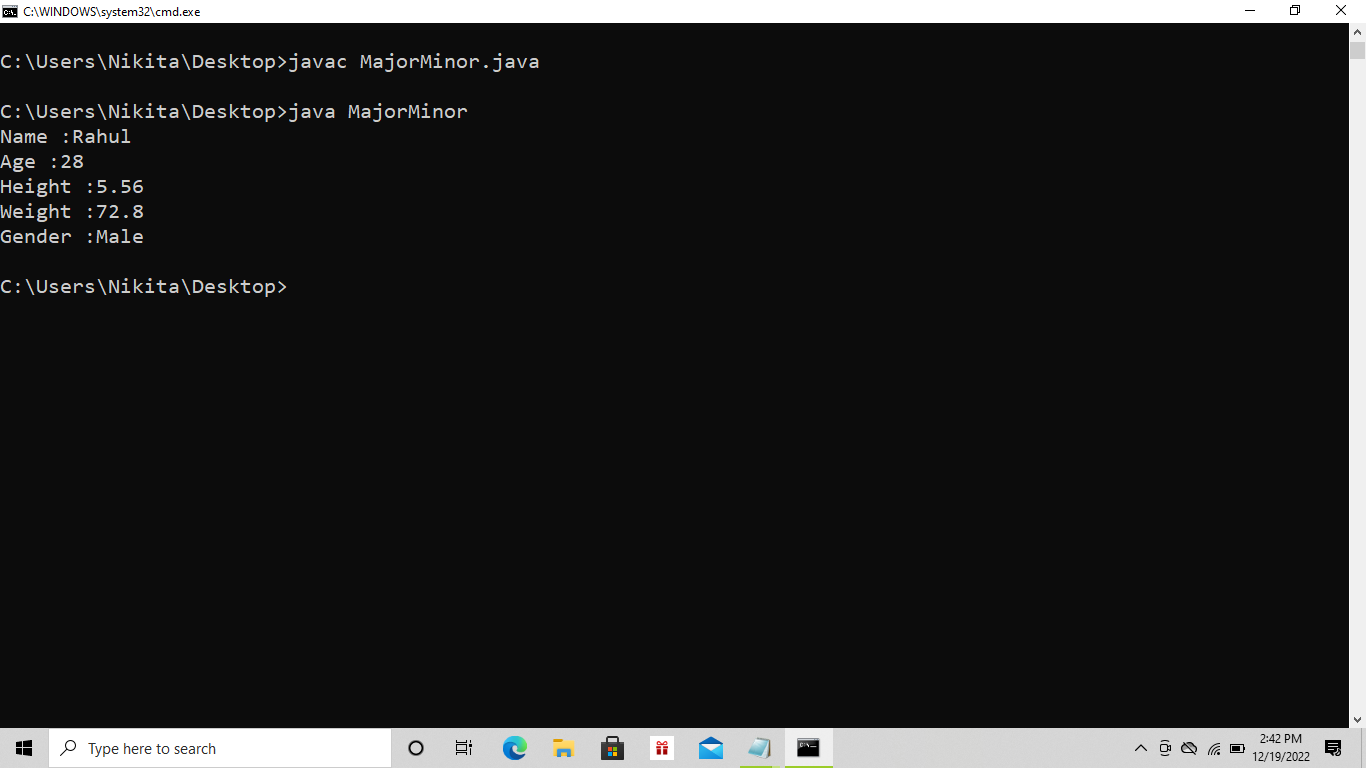 C:\WINDOWS\system32\cmd.exe
C:\Users\Nikita\Desktop>javac MajorMinor.java
C:\Users\Nikita\Desktop>java MajorMinor
Name :Rahul
Age :28
Height :5.56
Weight :72.8
Gender :Male
C:\Users\Nikita\Desktop>
Type here to search
2:42 PM
12/19/2022